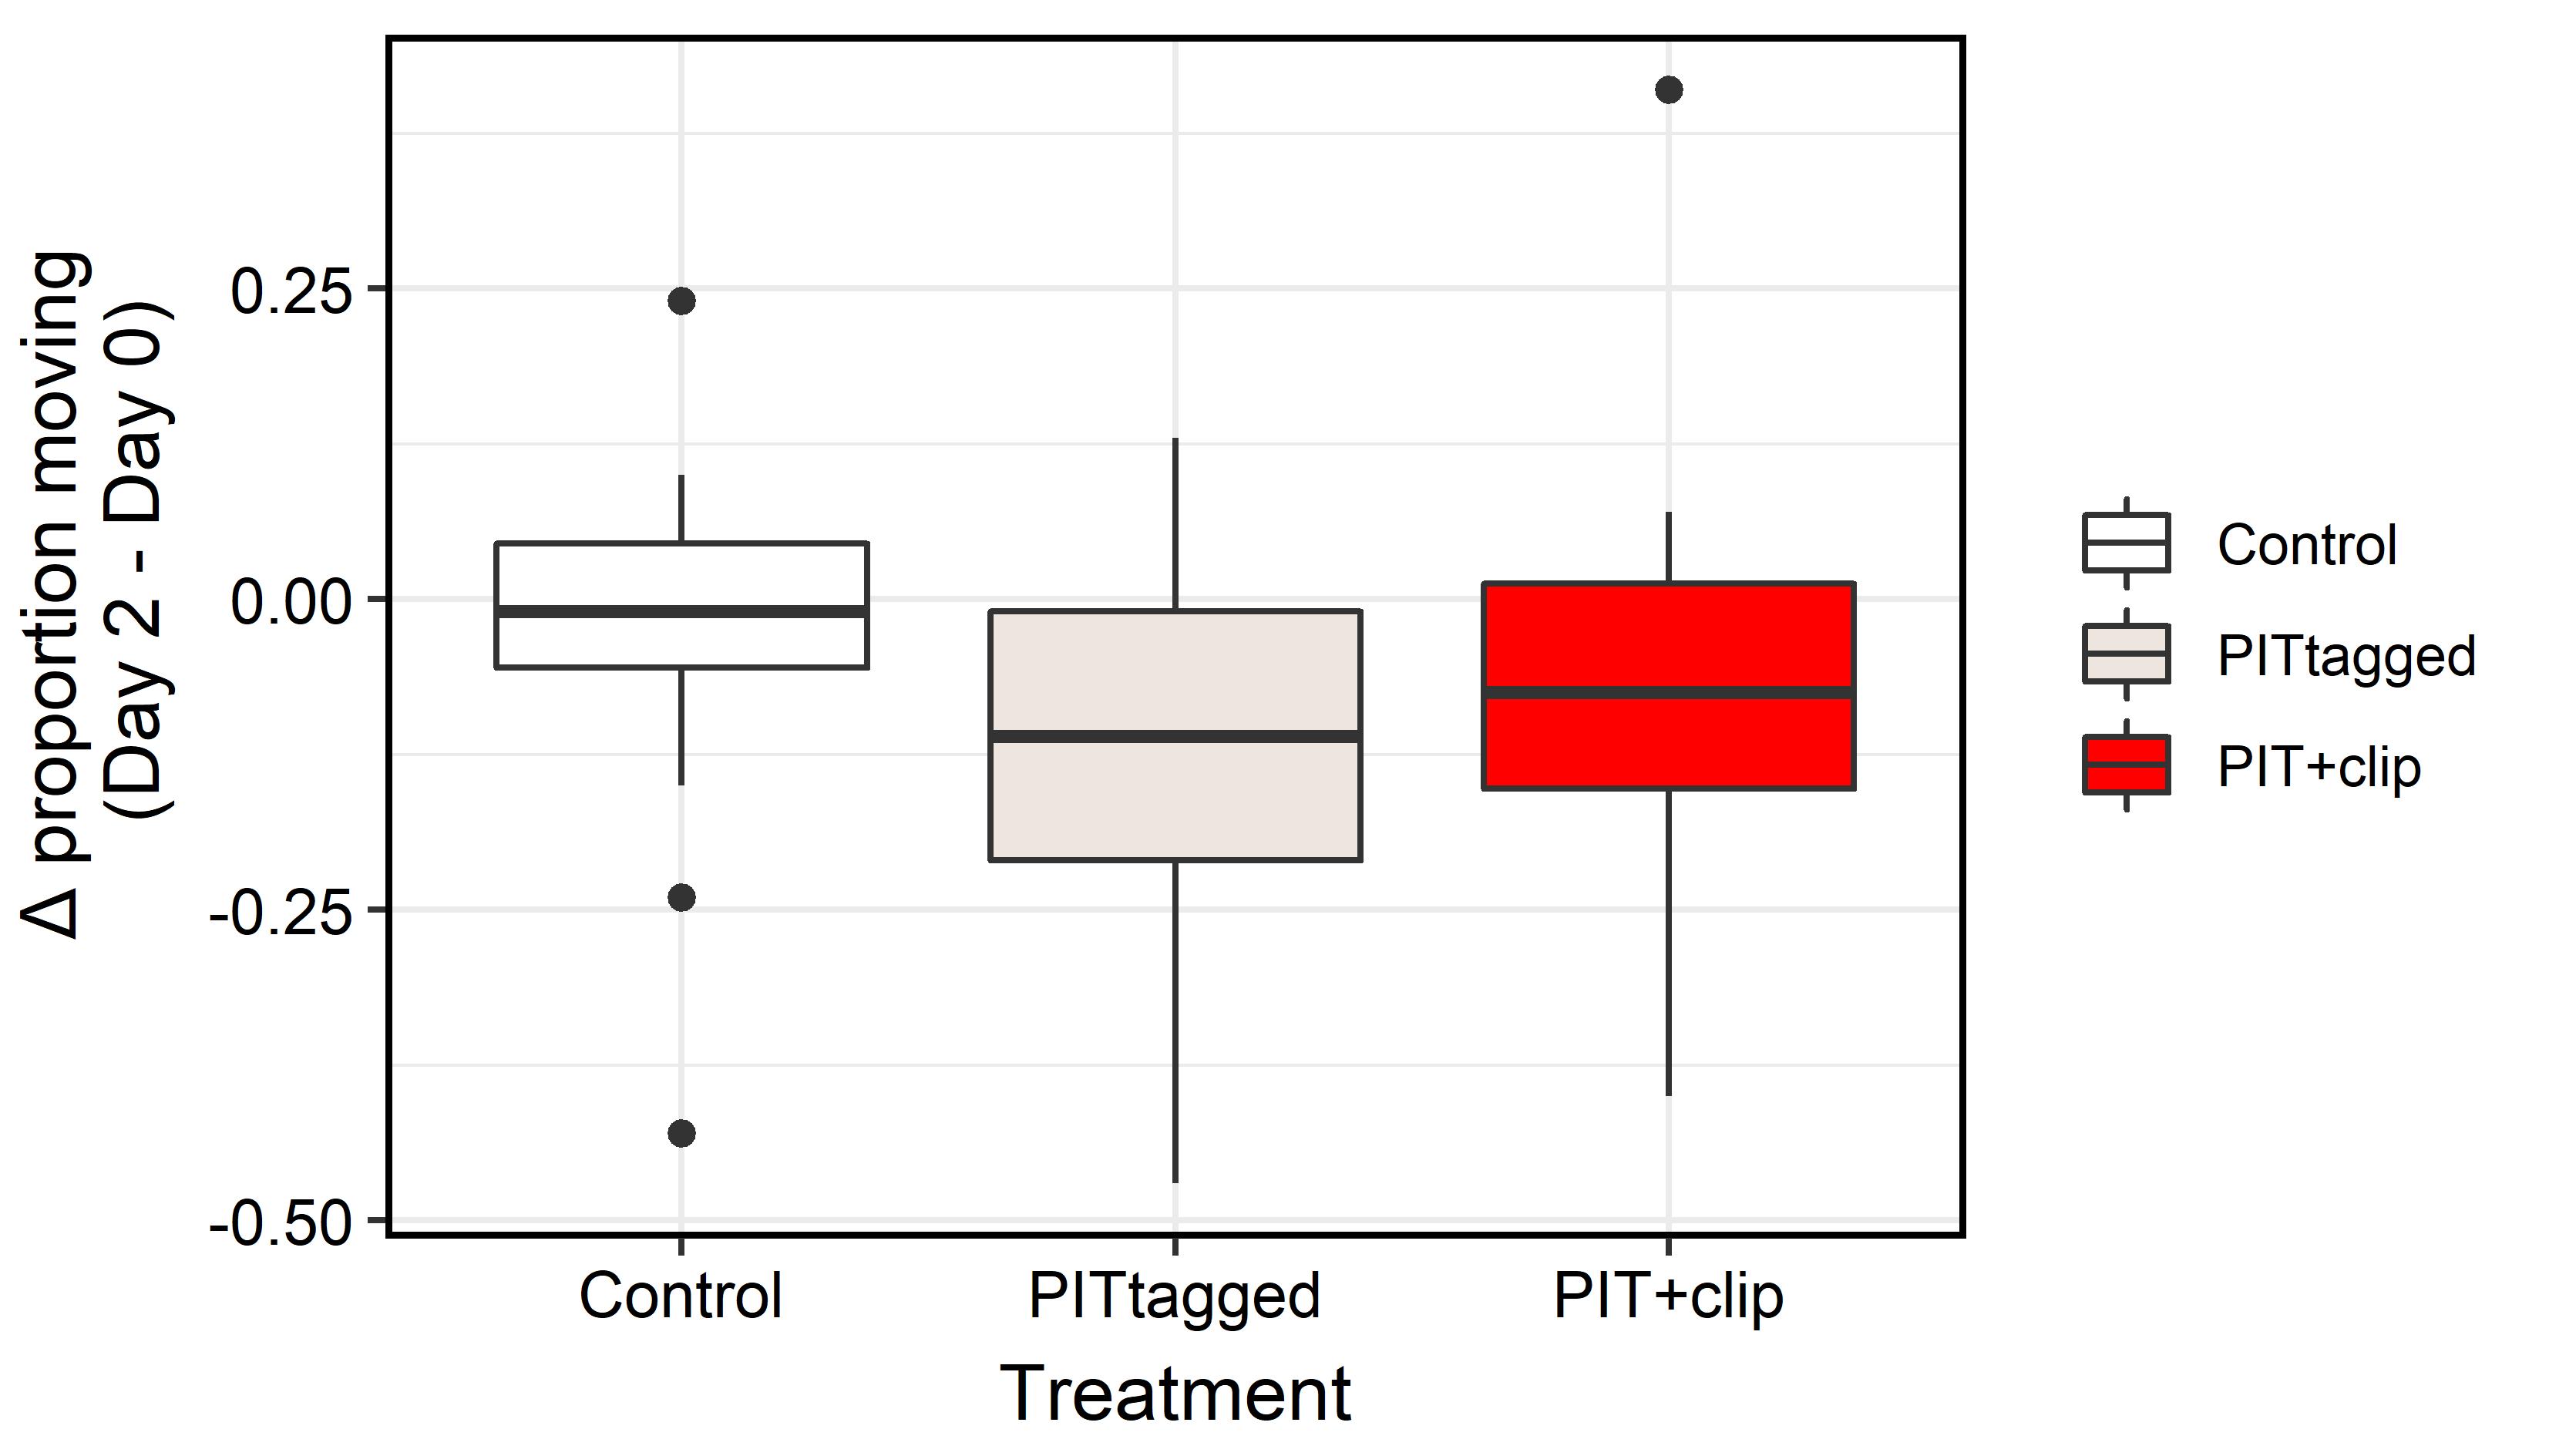 Δ proportion moving
(Day 2 - Day 0)
0.25
0.00
-0.25
-0.50
Control
PITtagged
PIT+clip
Treatment
Control
PITtagged
PIT+clip